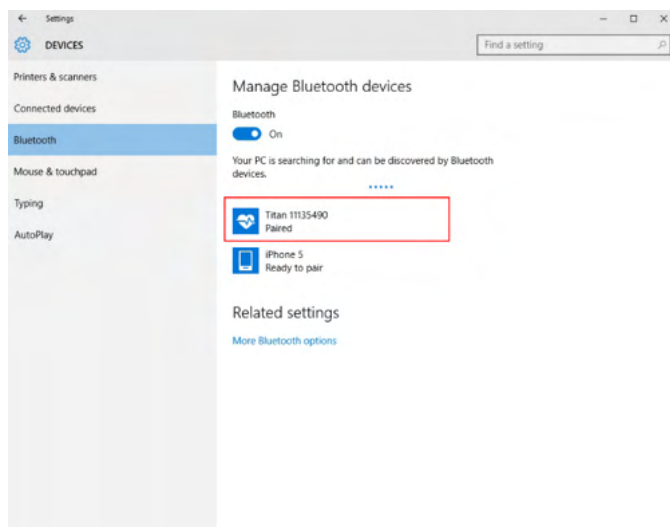 Settings
DEVICES
Find a setting
Printers & scanners
Connected devices
Bluetooth
Mouse & touchpad
Typing
AutoPlay
Manage Bluetooth devices
Bluetooth
On
Your PC is searching for and can be discovered by Bluetooth
devices.
Titan 11135490
Paired
iPhone 5
Ready to pair
Related settings
More Bluetooth options